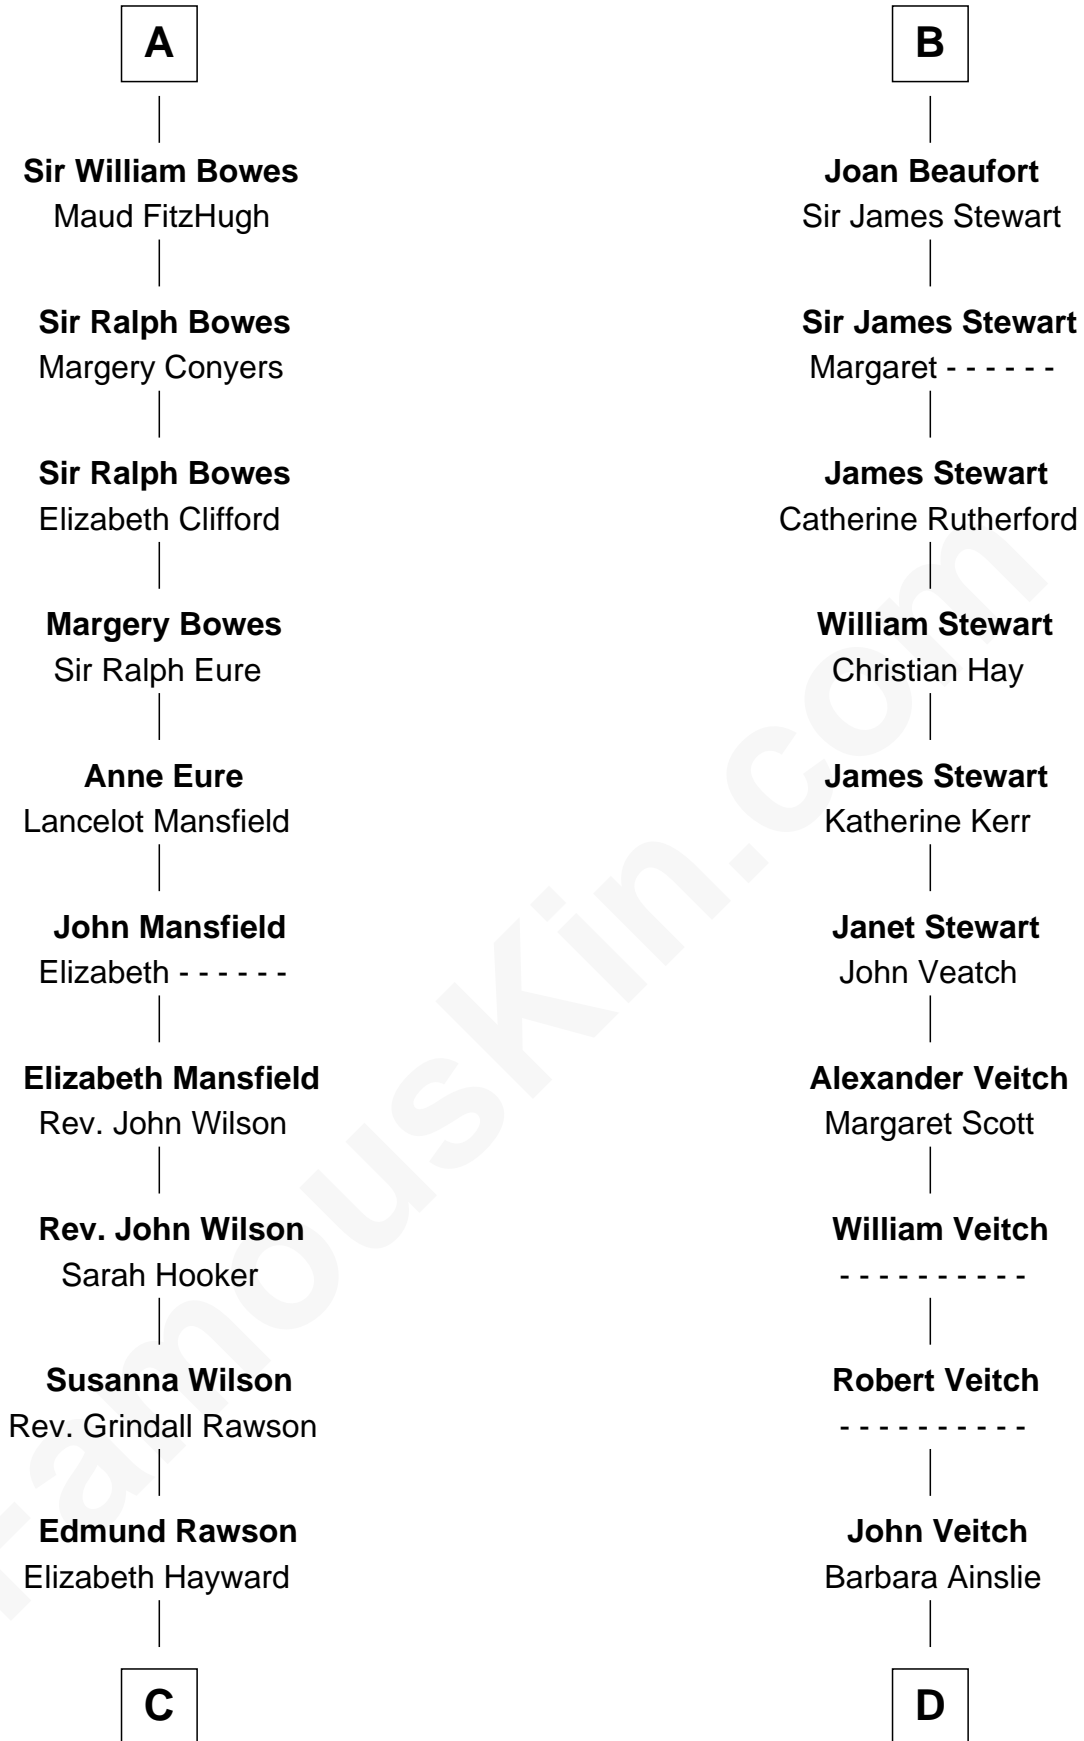 A
Sir William Bowes
Maud FitzHugh
Sir Ralph Bowes
Margery Conyers
Sir Ralph Bowes
Elizabeth Clifford
Margery Bowes
Sir Ralph Eure
Anne Eure
Lancelot Mansfield
John Mansfield
Elizabeth - - - - - -
Elizabeth Mansfield
Rev. John Wilson
Rev. John Wilson
Sarah Hooker
Susanna Wilson
Rev. Grindall Rawson
Edmund Rawson
Elizabeth Hayward
C
B
Joan Beaufort
Sir James Stewart
Sir James Stewart
Margaret - - - - - -
James Stewart
Catherine Rutherford
William Stewart
Christian Hay
James Stewart
Katherine Kerr
Janet Stewart
John Veatch
Alexander Veitch
Margaret Scott
William Veitch
- - - - - - - - - -
Robert Veitch
- - - - - - - - - -
John Veitch
Barbara Ainslie
D
FamousKin.com